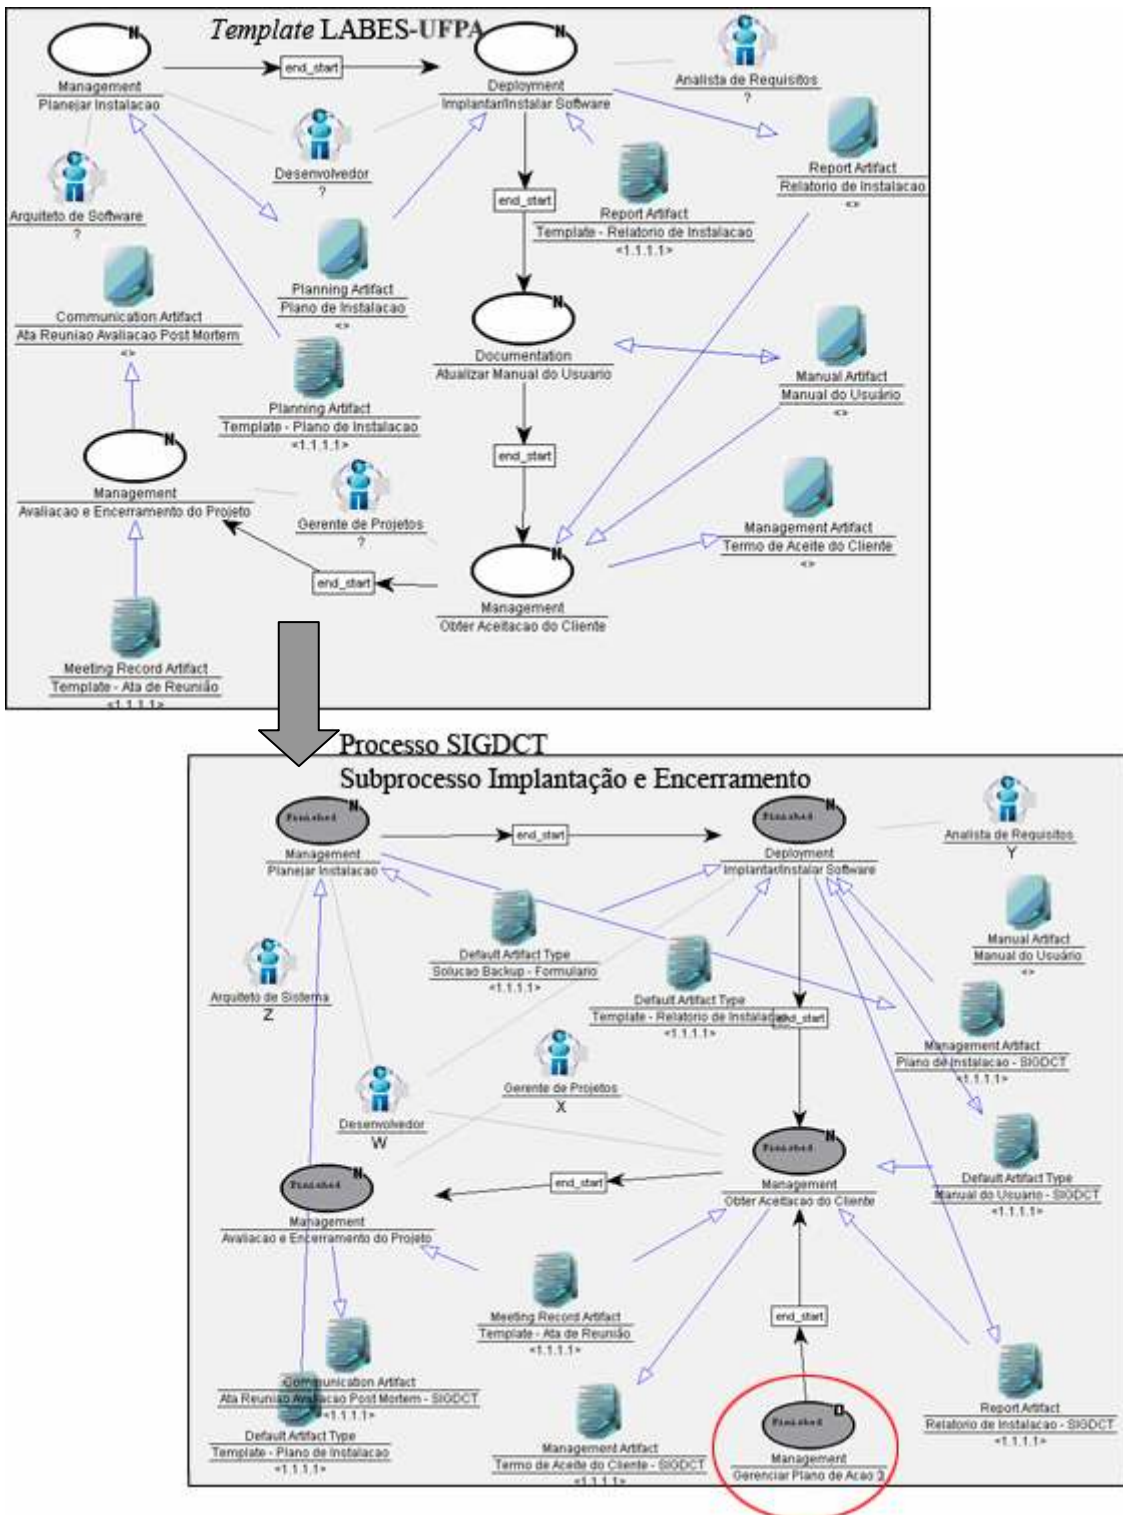 Template LABES-UFPA
N
Management
Planejar Instalacao
end_start
N
Deployment
Implantar/Instalar Software
Analista de Requisitos
?
Desenvolvedor
?
Arquiteto de Software
?
end_start
Report Artifact
Template - Relatorio de Instalacao
<1.1.1.1>
Report Artifact
Relatorio de Instalacao
<>
Planning Artifact
Plano de Instalacao
<>
Communication Artifact
Ata Reuniao Avaliacao Post Mortem
<>
N
Documentation
Atualizar Manual do Usuario
Manual Artifact
Manual do Usuário
<>
Planning Artifact
Template - Plano de Instalacao
<1.1.1.1>
N
Management
Avaliacao e Encerramento do Projeto
end_start
Gerente de Projetos
?
Management Artifact
Termo de Aceite do Cliente
<>
end_start
N
Management
Obter Aceitacao do Cliente
Meeting Record Artifact
Template - Ata de Reunião
<1.1.1.1>
Processo SIGDCT
Subprocesso Implantação e Encerramento
Finished
N
Management
Planejar Instalacao
end_start
Finished
N
Deployment
Implantar/Instalar Software
Analista de Requisitos
Y
Default Artifact Type
Solucao Backup - Formulario
<1.1.1.1>
Manual Artifact
Manual do Usuário
<>
Arquiteto de Sistema
Z
Default Artifact Type
Template - Relatorio de Instalacao
<1.1.1.1>
end_start
Management Artifact
Plano de Instalacao - SIGDCT
<1.1.1.1>
Gerente de Projetos
X
Desenvolvedor
W
Finished
N
Management
Obter Aceitacao do Cliente
Default Artifact Type
Manual do Usuario - SIGDCT
<1.1.1.1>
Finished
N
Management
Avaliacao e Encerramento do Projeto
end_start
Meeting Record Artifact
Template - Ata de Reunião
<1.1.1.1>
end_start
Communication Artifact
Ata Reuniao Avaliacao Post Mortem - SIGDCT
<1.1.1.1>
Default Artifact Type
Template - Plano de Instalacao
<1.1.1.1>
Management Artifact
Termo de Aceite do Cliente - SIGDCT
<1.1.1.1>
Finished
D
Management
Gerenciar Plano de Acao 3
Report Artifact
Relatorio de Instalacao - SIGDCT
<1.1.1.1>